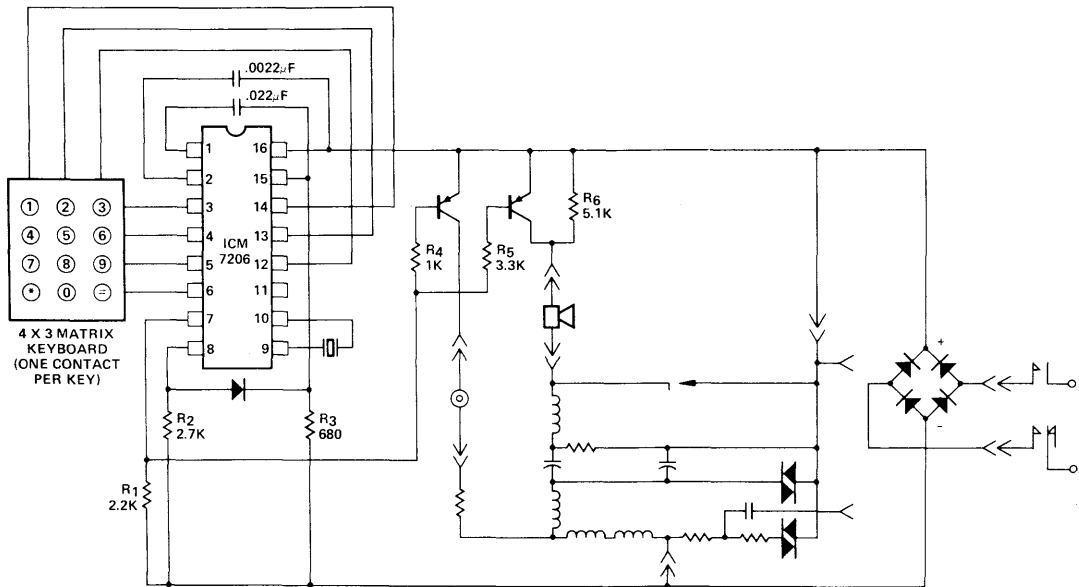 .0022µF
.022µF
1 16
2 15
3 14
4 13
5 12
6 11
7 10
8 9
ICM
7206
1 2 3
4 5 6
7 8 9
* 0 =
4 X 3 MATRIX
KEYBOARD
(ONE CONTACT
PER KEY)
R1
2.2K
R2
2.7K
R3
680
R4
1K
R5
3.3K
R6
5.1K
+
−